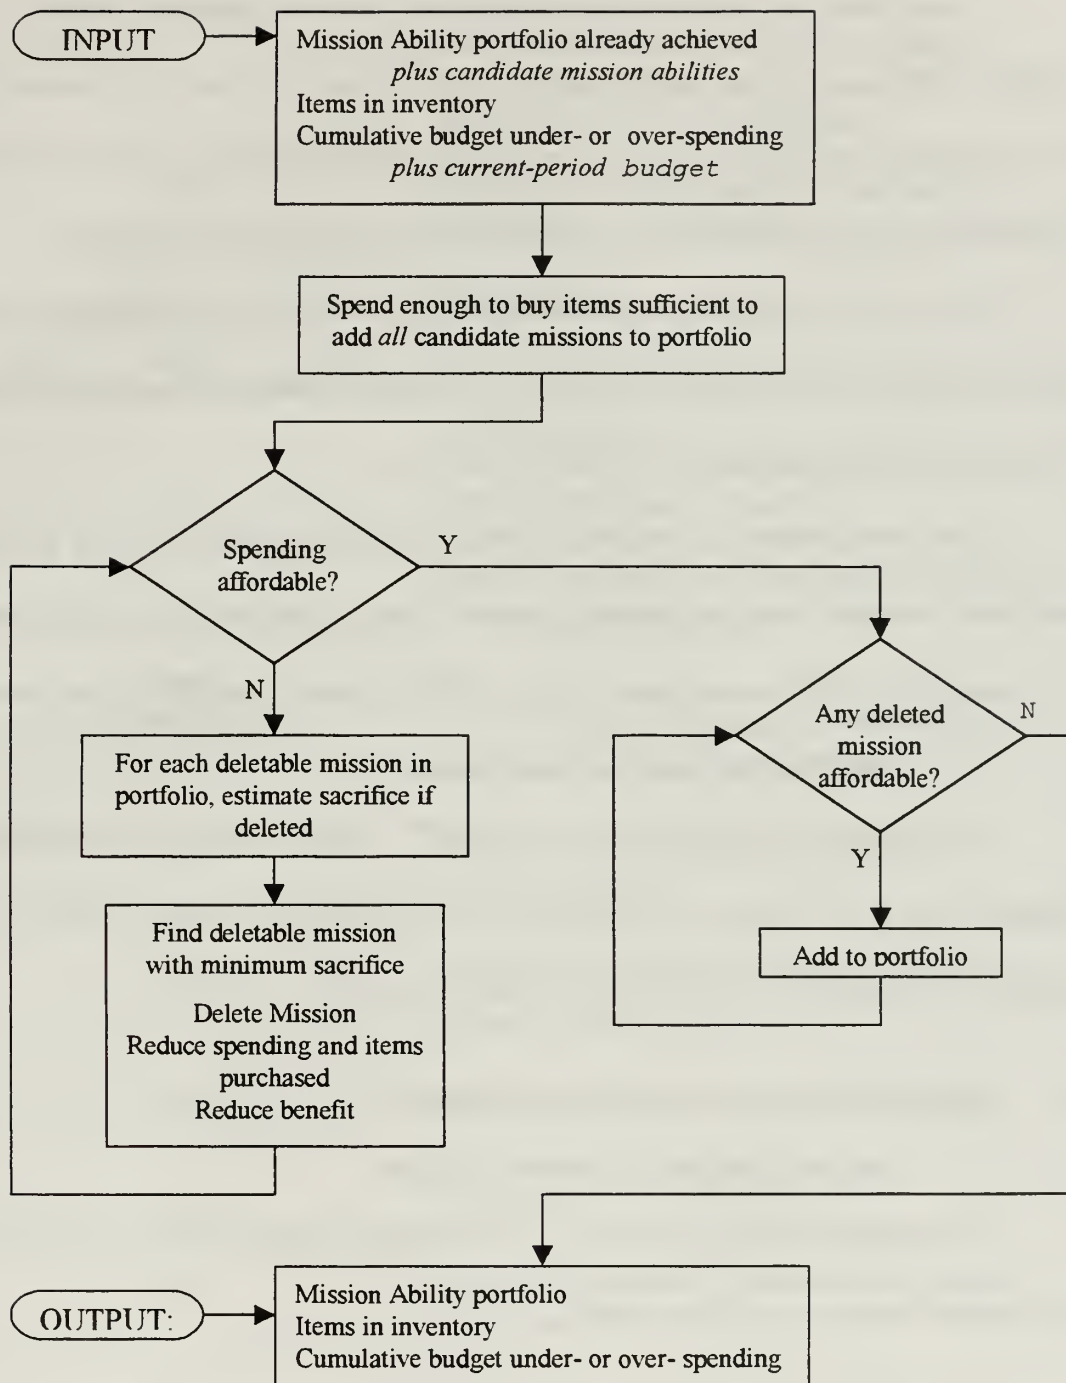 INPUT
Mission Ability portfolio already achieved
plus candidate mission abilities
Items in inventory
Cumulative budget under- or over-spending
plus current-period budget
Spend enough to buy items sufficient to
add all candidate missions to portfolio
Spending
affordable?
Y
N
For each deletable mission in
portfolio, estimate sacrifice if
deleted
Find deletable mission
with minimum sacrifice
Delete Mission
Reduce spending and items
purchased
Reduce benefit
Any deleted
mission
affordable?
N
Y
Add to portfolio
OUTPUT:
Mission Ability portfolio
Items in inventory
Cumulative budget under- or over- spending